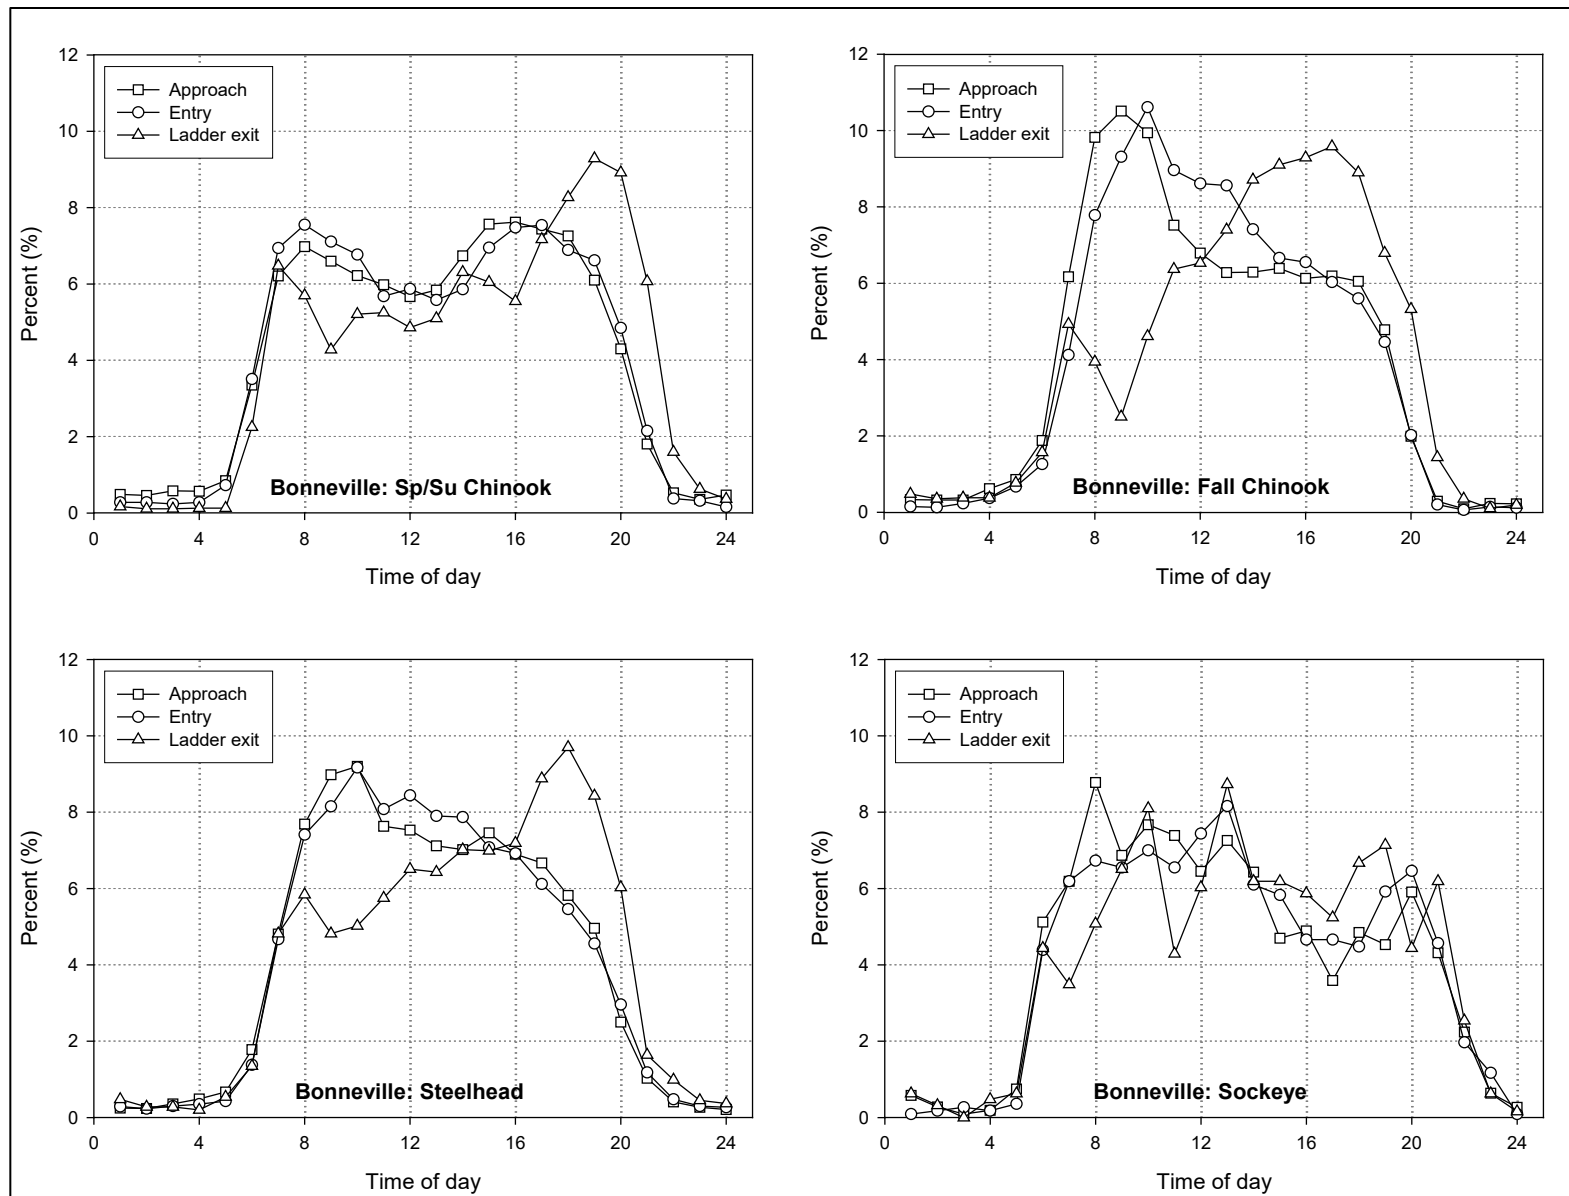 12
10
8
6
4
2
0
Percent (%)
Approach
Entry
Ladder exit
Bonneville: Sp/Su Chinook
0 4 8 12 16 20 24
Time of day
12
10
8
6
4
2
0
Percent (%)
Approach
Entry
Ladder exit
Bonneville: Fall Chinook
0 4 8 12 16 20 24
Time of day
12
10
8
6
4
2
0
Percent (%)
Approach
Entry
Ladder exit
Bonneville: Steelhead
0 4 8 12 16 20 24
Time of day
12
10
8
6
4
2
0
Percent (%)
Approach
Entry
Ladder exit
Bonneville: Sockeye
0 4 8 12 16 20 24
Time of day